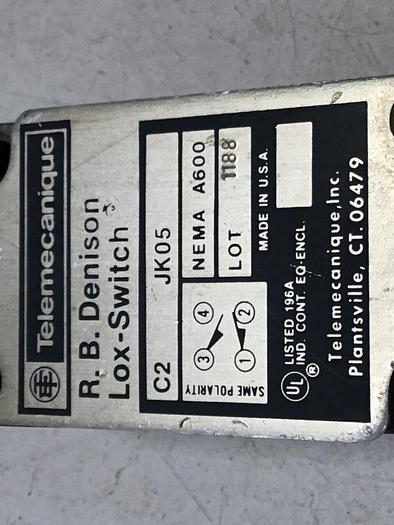 TE Telemecanique
R. B. Denison
Lox-Switch
C2 JK05
NEMA A600
LOT 1188
MADE IN U.S.A.
SAME POLARITY
3 4
1 2
UL ®
LISTED 196A
IND. CONT. EQ. ENCL.
Telemecanique, Inc.
Plantsville, CT. 06479